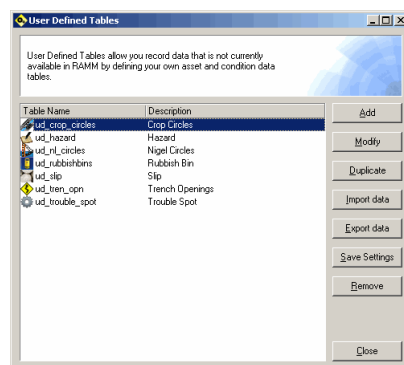 User Defined Tables
User Defined Tables allow you record data that is not currently
available in RAMM by defining your own asset and condition data
tables.
Table Name Description
ud_crop_circles Crop Circles
ud_hazard Hazard
ud_nl_circles Nigel Circles
ud_rubbishbins Rubbish Bin
ud_slip Slip
ud_tren_opn Trench Openings
ud_trouble_spot Trouble Spot
Add
Modify
Duplicate
Import data
Export data
Save Settings
Remove
Close